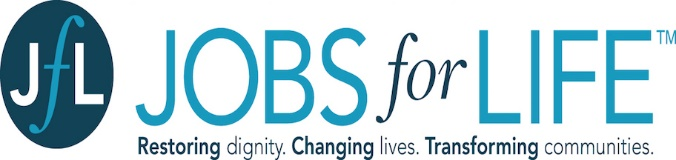 JfL
JOBS for LIFE™
Restoring dignity. Changing lives. Transforming communities.